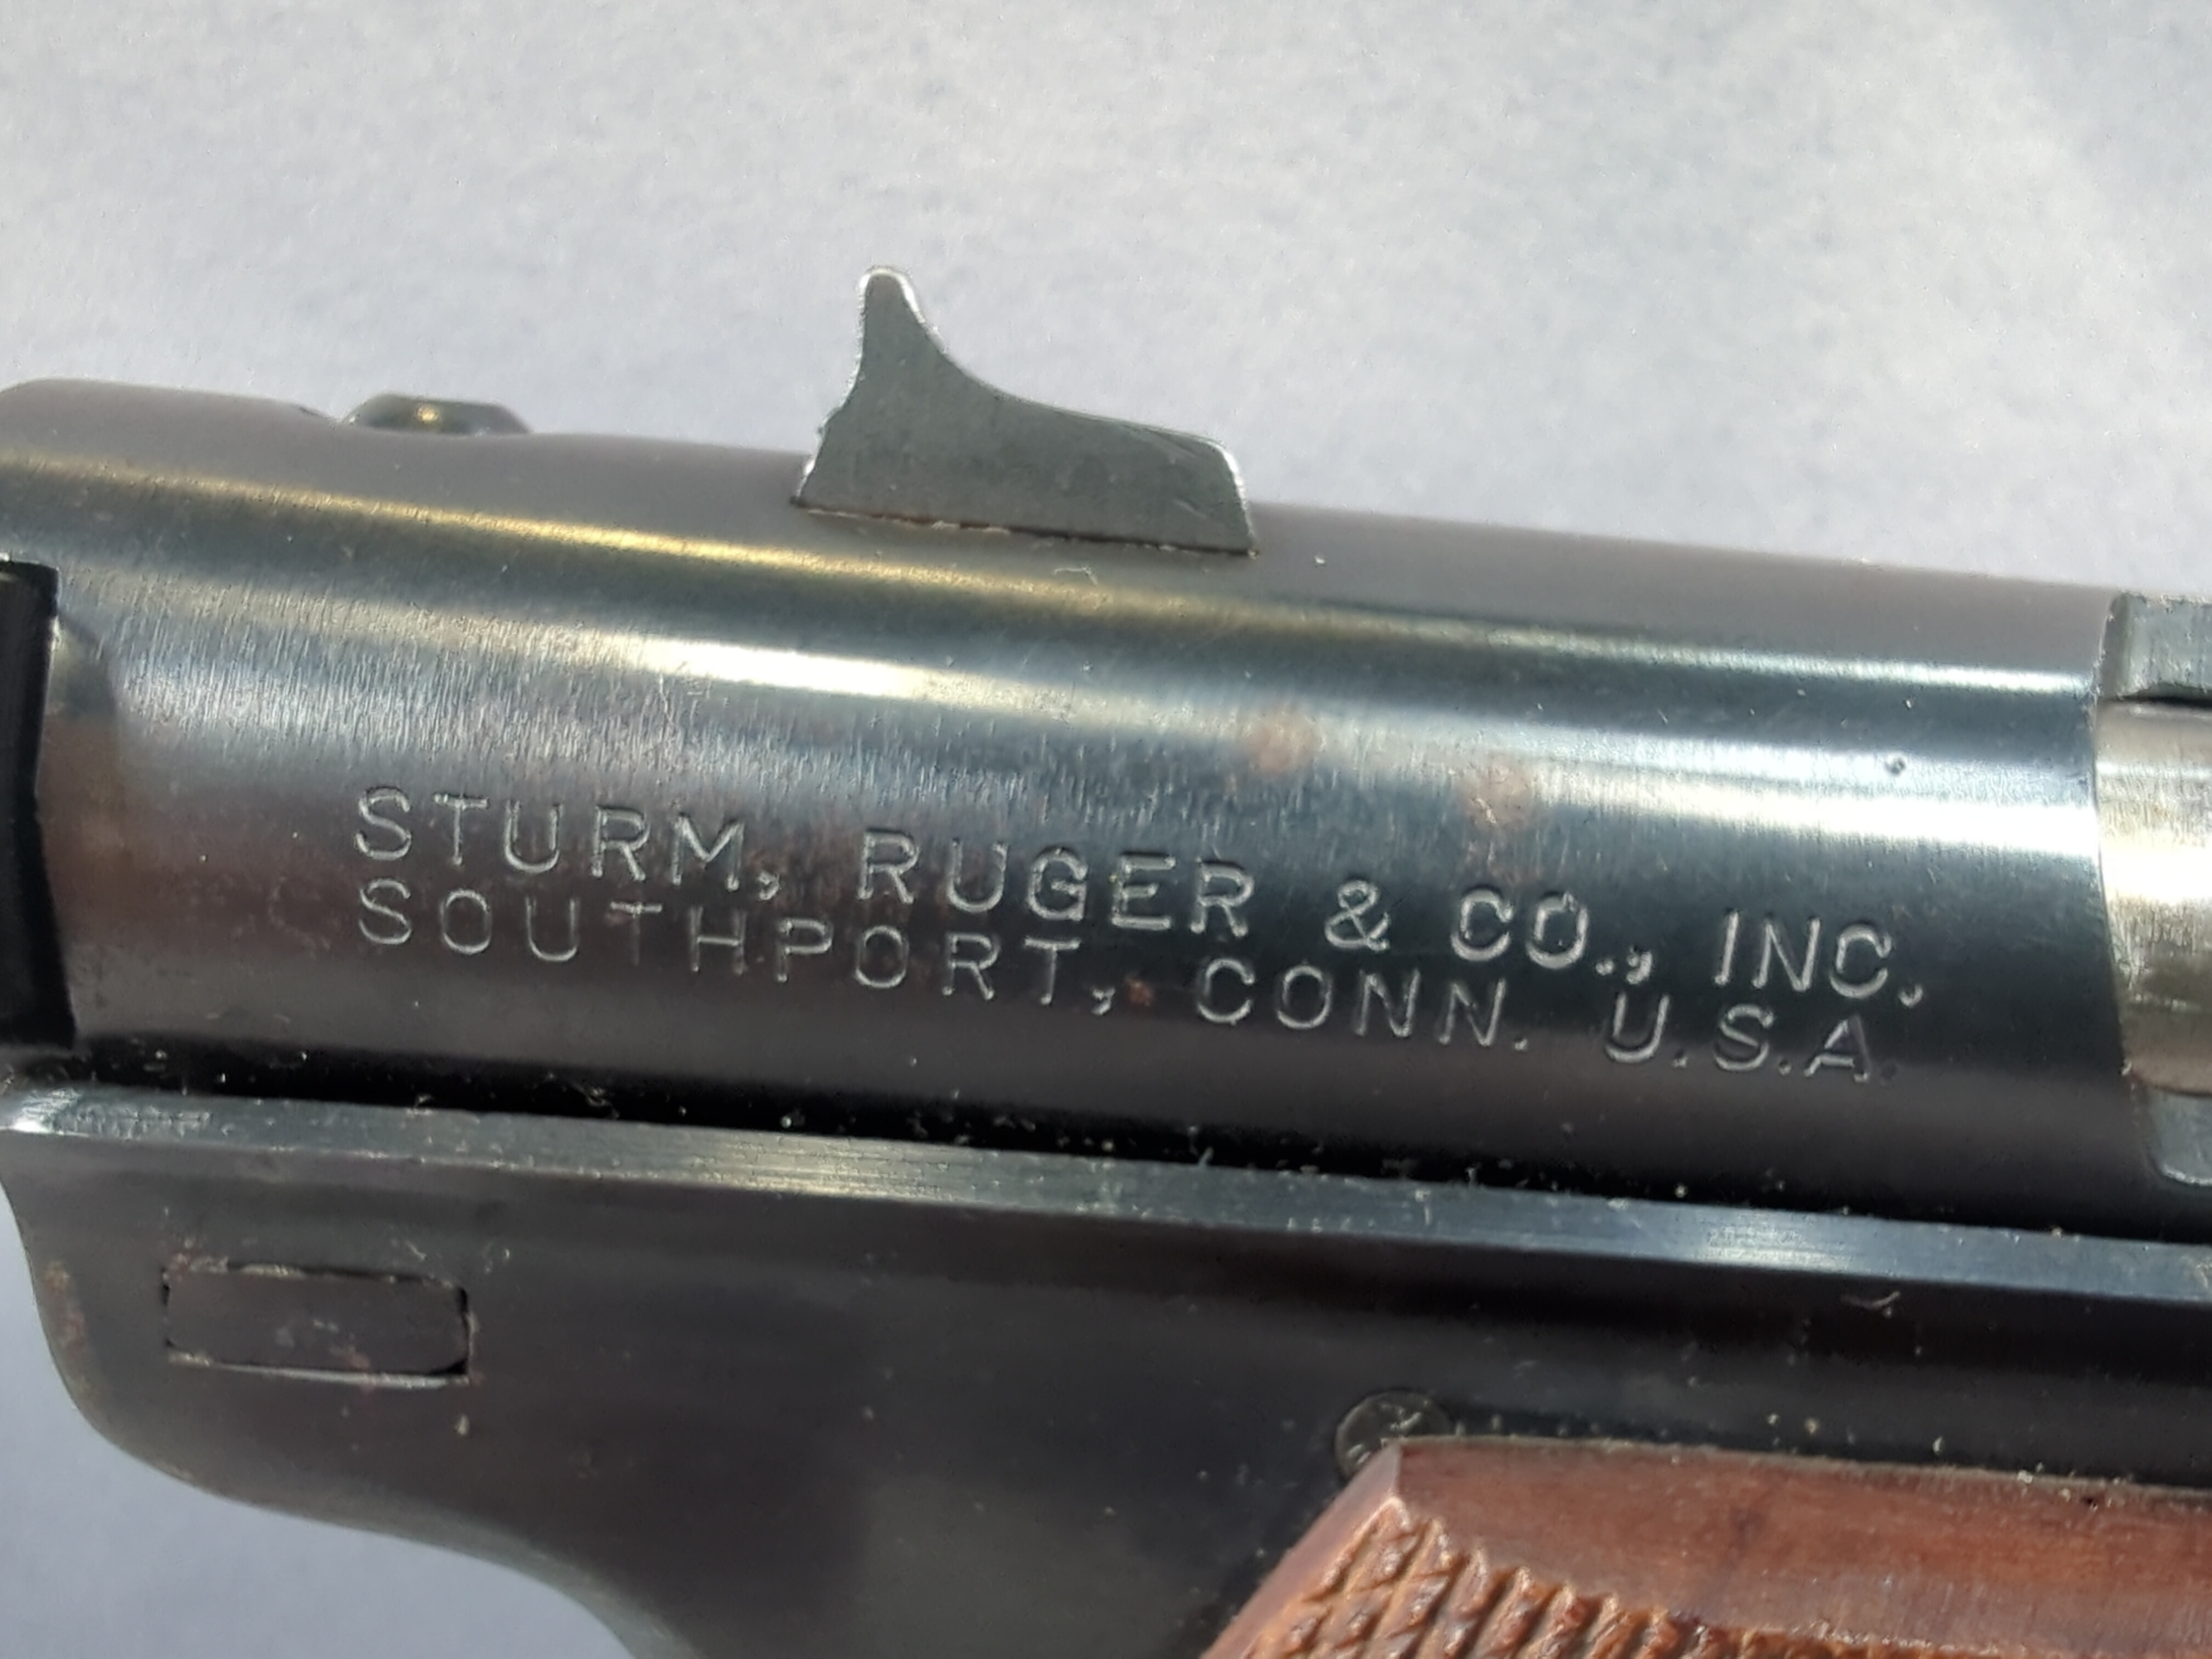 STURM, RUGER & CO., INC.
SOUTHPORT, CONN. U.S.A.